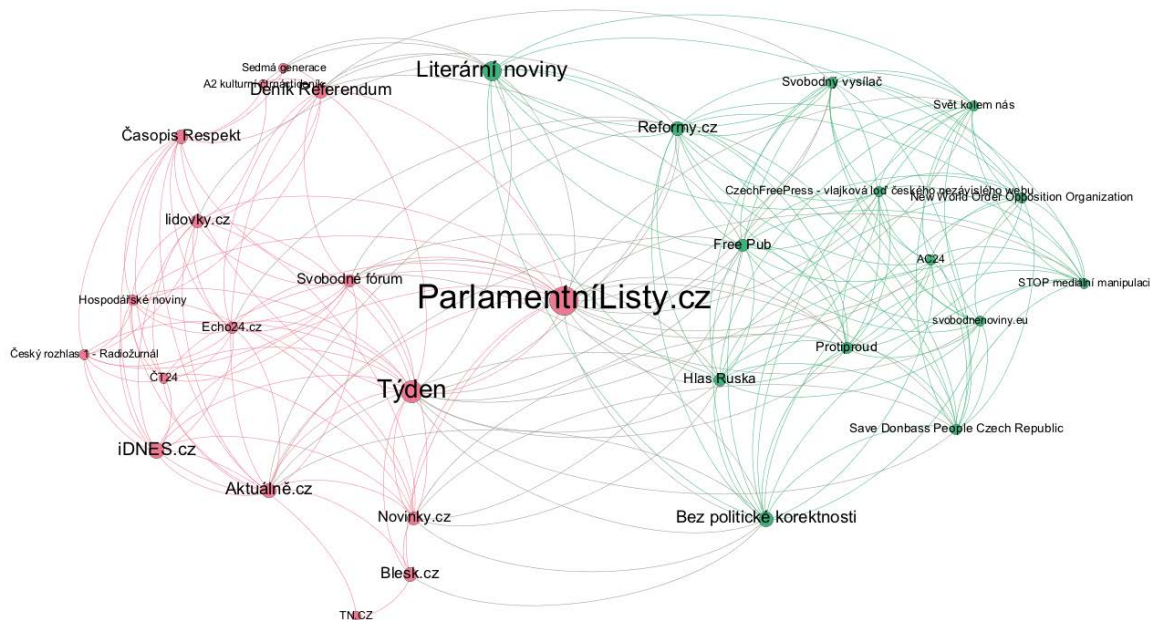 Sedmá generace
A2 kulturní čtrnáctideník
Deník Referendum
Literární noviny
Svobodný vysílač
Svět kolem nás
Časopis Respekt
Reformy.cz
CzechFreePress - vlajková loď českého nezávislého webu
New World Order Opposition Organization
lidovky.cz
Free Pub
AC24
Svobodné fórum
STOP mediální manipulaci
Hospodářské noviny
ParlamentníListy.cz
Echo24.cz
svobodnenoviny.eu
Český rozhlas 1 - Radiožurnál
Protiproud
ČT24
Týden
Hlas Ruska
Save Donbass People Czech Republic
iDNES.cz
Aktuálně.cz
Novinky.cz
Bez politické korektnosti
Blesk.cz
TN.CZ